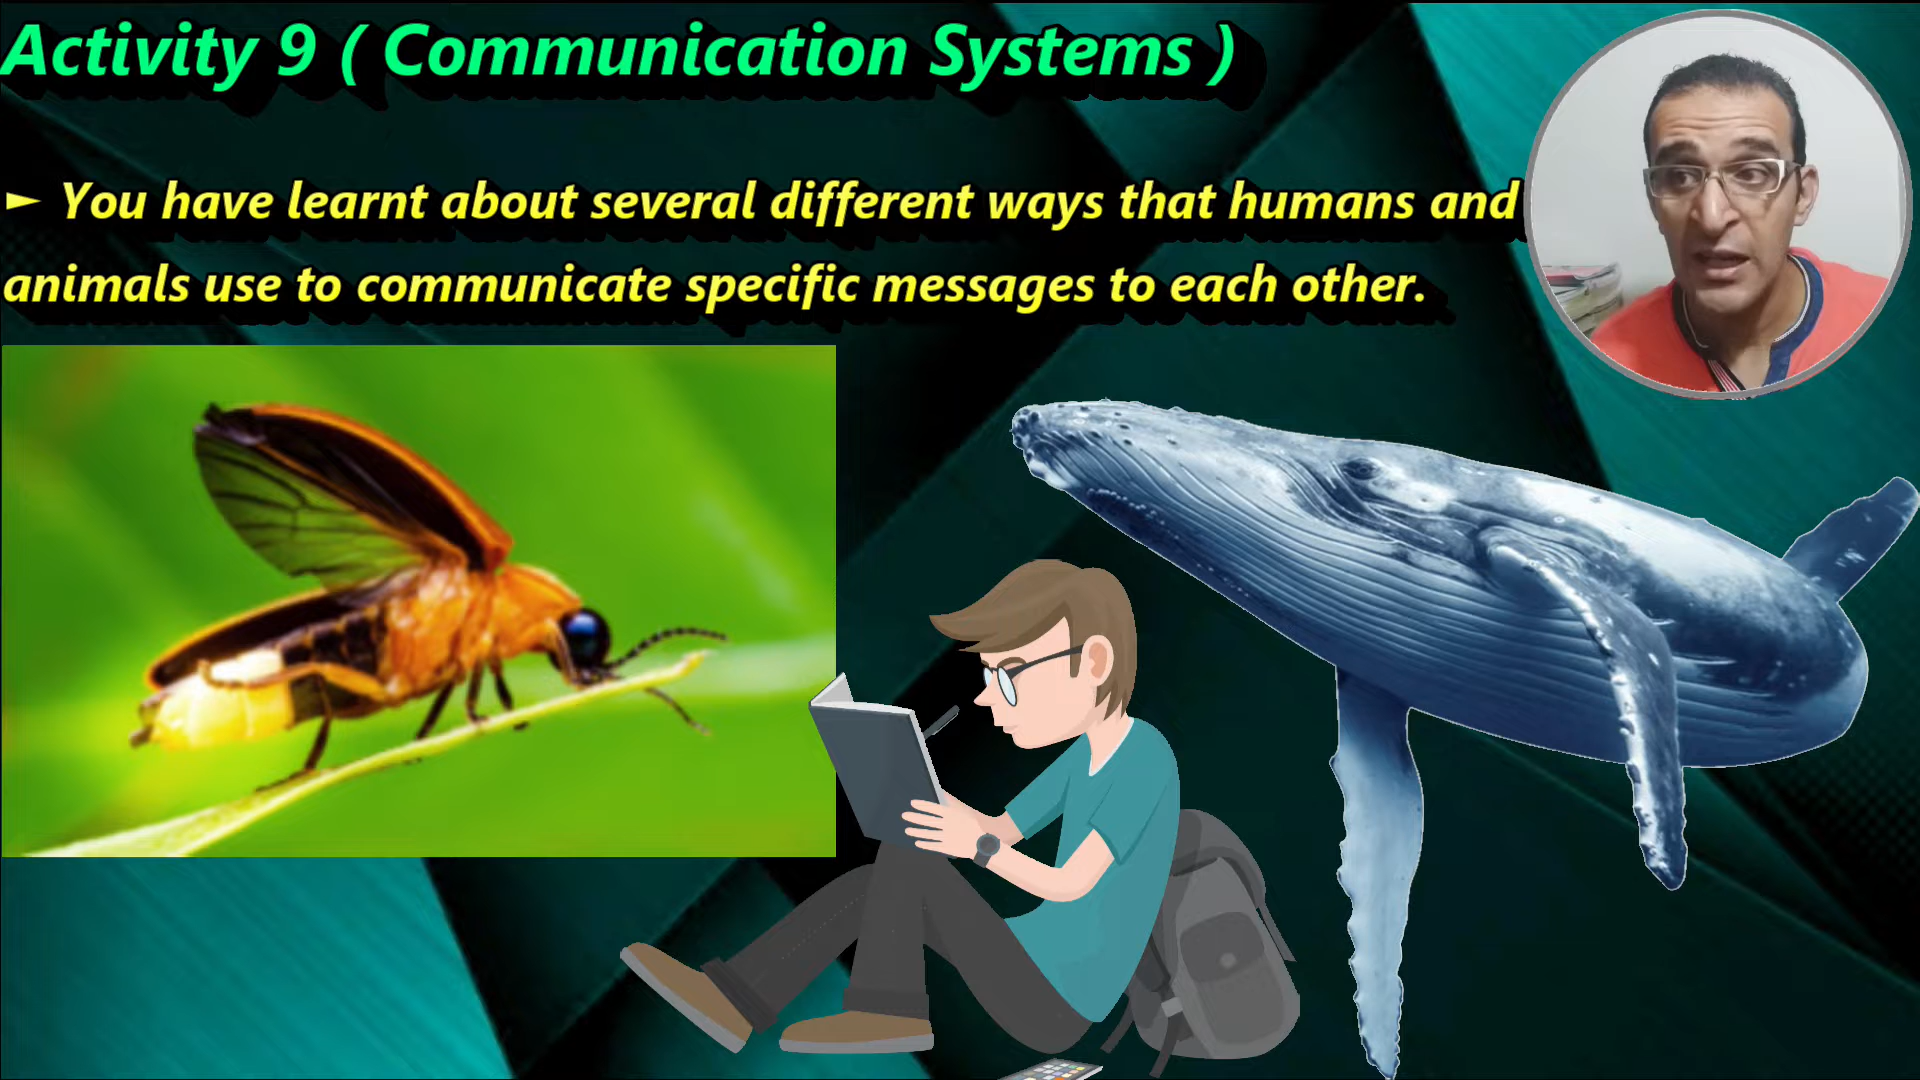 Activity 9 ( Communication Systems )
► You have learnt about several different ways that humans and
animals use to communicate specific messages to each other.